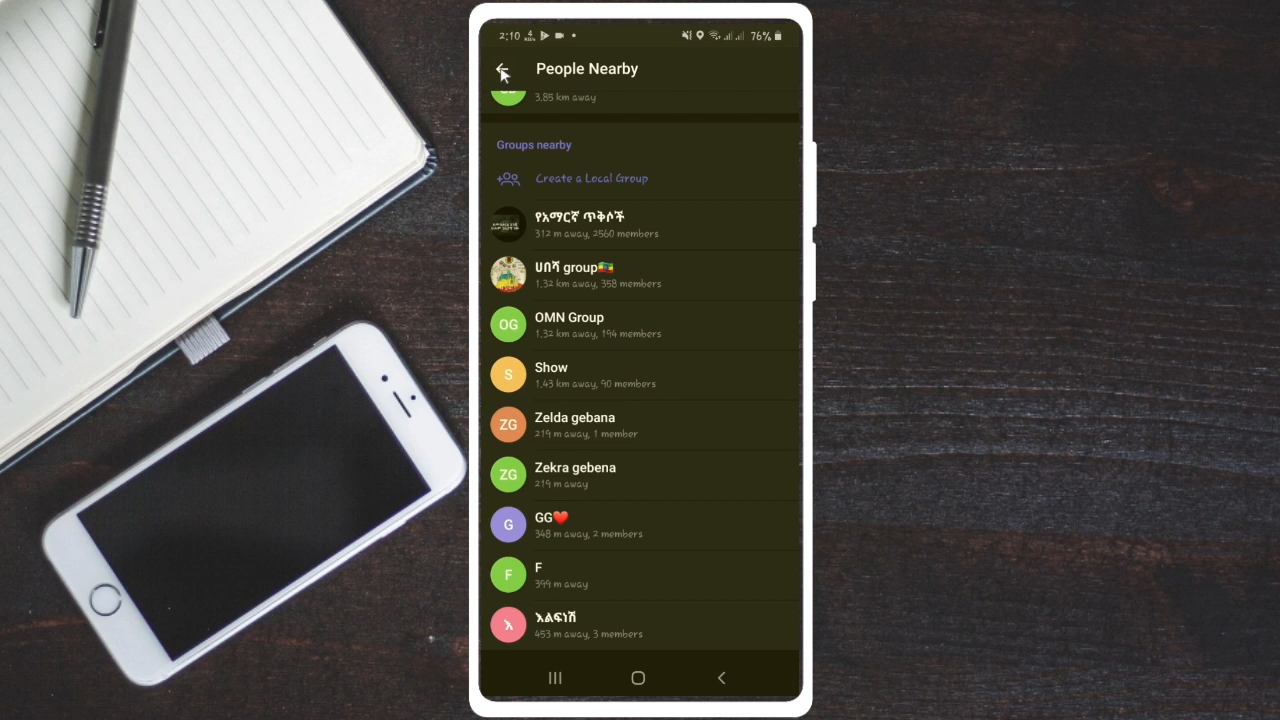 2:10
76%
People Nearby
3.85 km away
Groups nearby
Create a Local Group
የአማርኛ ጥቅሶች
312 m away, 2560 members
ሀበሻ group🇪🇹
1.32 km away, 358 members
OG
OMN Group
1.32 km away, 194 members
S
Show
1.43 km away, 90 members
ZG
Zelda gebana
219 m away, 1 member
ZG
Zekra gebena
219 m away
G
GG❤️
348 m away, 2 members
F
F
399 m away
እ
እልፍነሽ
453 m away, 3 members